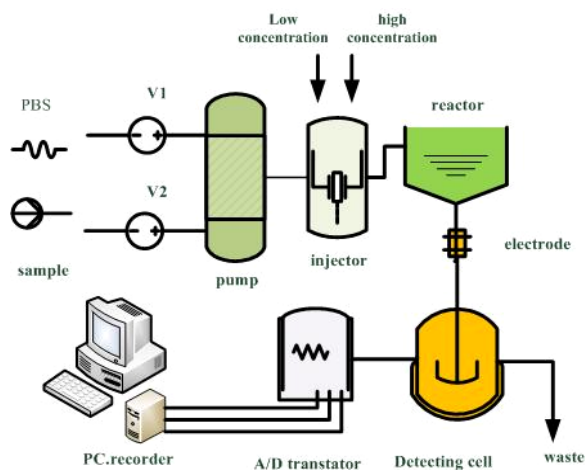 Low
concentration
high
concentration
PBS
V1
reactor
V2
electrode
sample
pump
injector
PC.recorder
A/D transtator
Detecting cell
waste